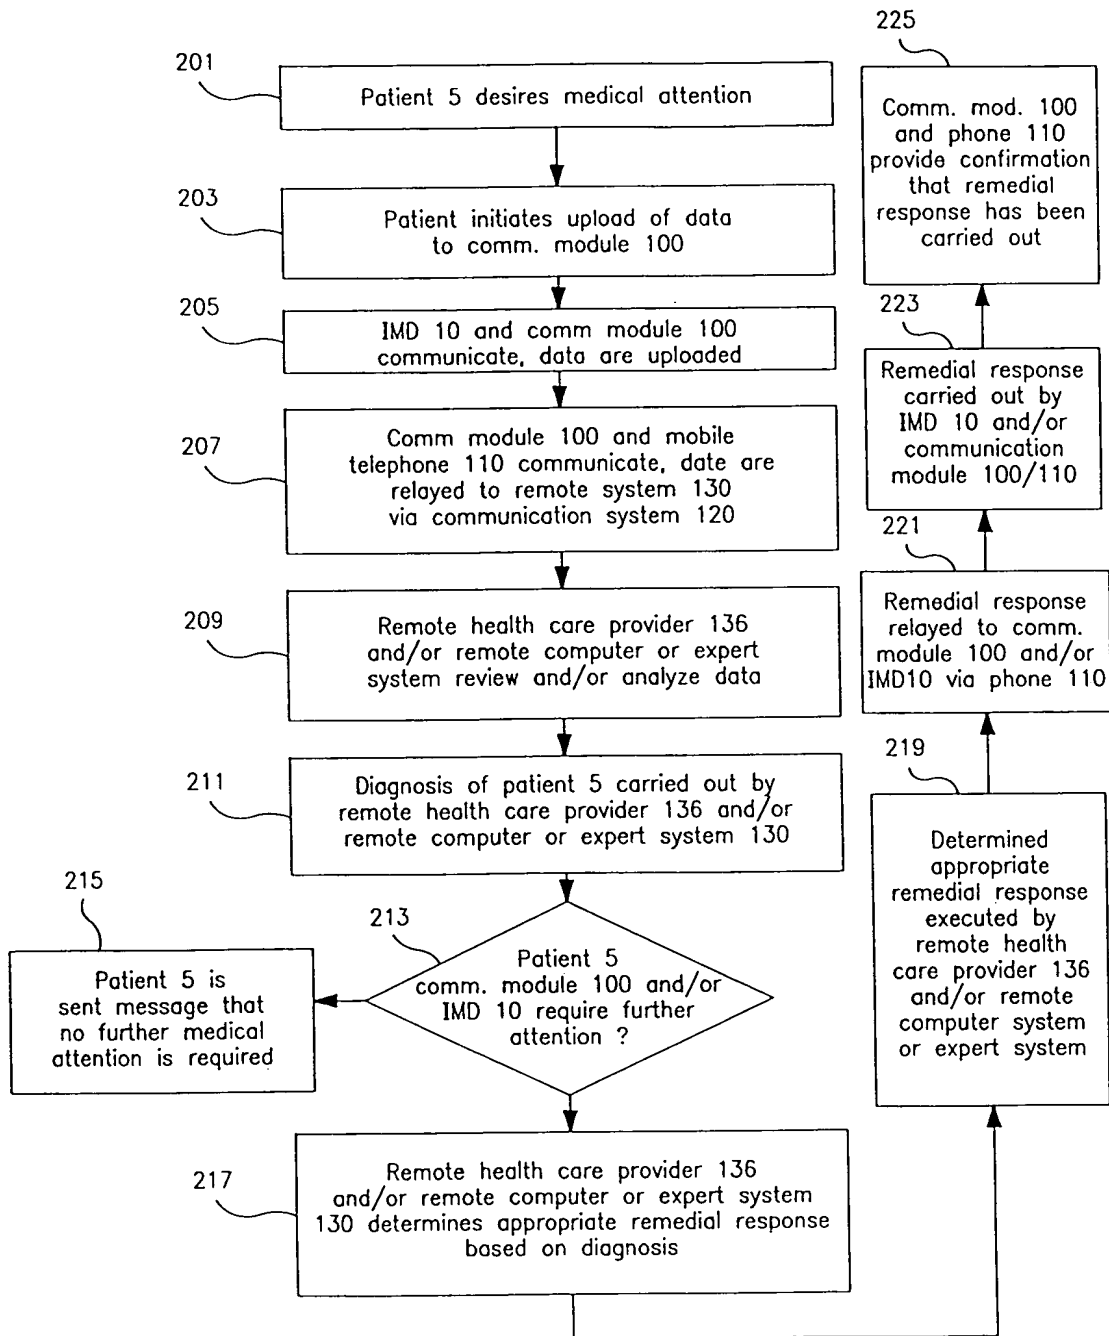 201
Patient 5 desires medical attention
203
Patient initiates upload of data
to comm. module 100
205
IMD 10 and comm module 100
communicate, data are uploaded
207
Comm module 100 and mobile
telephone 110 communicate, date are
relayed to remote system 130
via communication system 120
209
Remote health care provider 136
and/or remote computer or expert
system review and/or analyze data
211
Diagnosis of patient 5 carried out by
remote health care provider 136 and/or
remote computer or expert system 130
213
Patient 5
comm. module 100 and/or
IMD 10 require further
attention ?
215
Patient 5 is
sent message that
no further medical
attention is required
217
Remote health care provider 136
and/or remote computer or expert system
130 determines appropriate remedial response
based on diagnosis
219
Determined
appropriate
remedial response
executed by
remote health
care provider 136
and/or remote
computer system
or expert system
221
Remedial response
relayed to comm.
module 100 and/or
IMD10 via phone 110
223
Remedial response
carried out by
IMD 10 and/or
communication
module 100/110
225
Comm. mod. 100
and phone 110
provide confirmation
that remedial
response has been
carried out